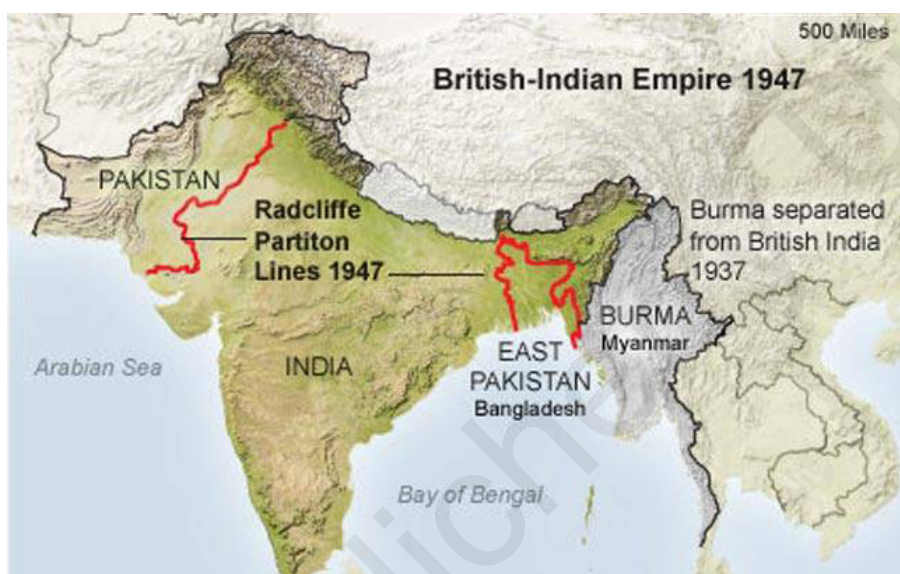 500 Miles
British-Indian Empire 1947
PAKISTAN
Radcliffe
Partiton
Lines 1947
Burma separated
from British India
1937
BURMA
Myanmar
EAST
PAKISTAN
Bangladesh
INDIA
Arabian Sea
Bay of Bengal